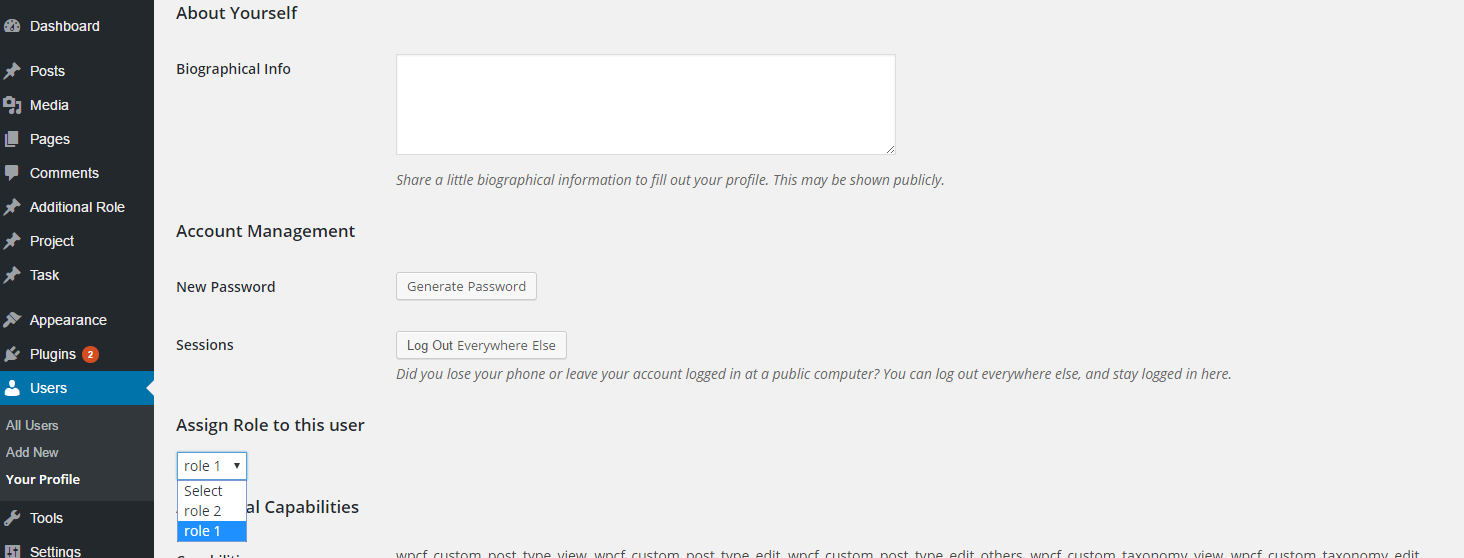 Dashboard
Posts
Media
Pages
Comments
Additional Role
Project
Task
Appearance
Plugins 2
Users
All Users
Add New
Your Profile
Tools
Settings
About Yourself
Biographical Info
Share a little biographical information to fill out your profile. This may be shown publicly.
Account Management
New Password Generate Password
Sessions Log Out Everywhere Else
Did you lose your phone or leave your account logged in at a public computer? You can log out everywhere else, and stay logged in here.
Assign Role to this user
role 1
Select
role 2
role 1
al Capabilities
wpcf_custom_post_type_view, wpcf_custom_post_type_edit, wpcf_custom_post_type_edit_others, wpcf_custom_taxonomy_view, wpcf_custom_taxonomy_edit